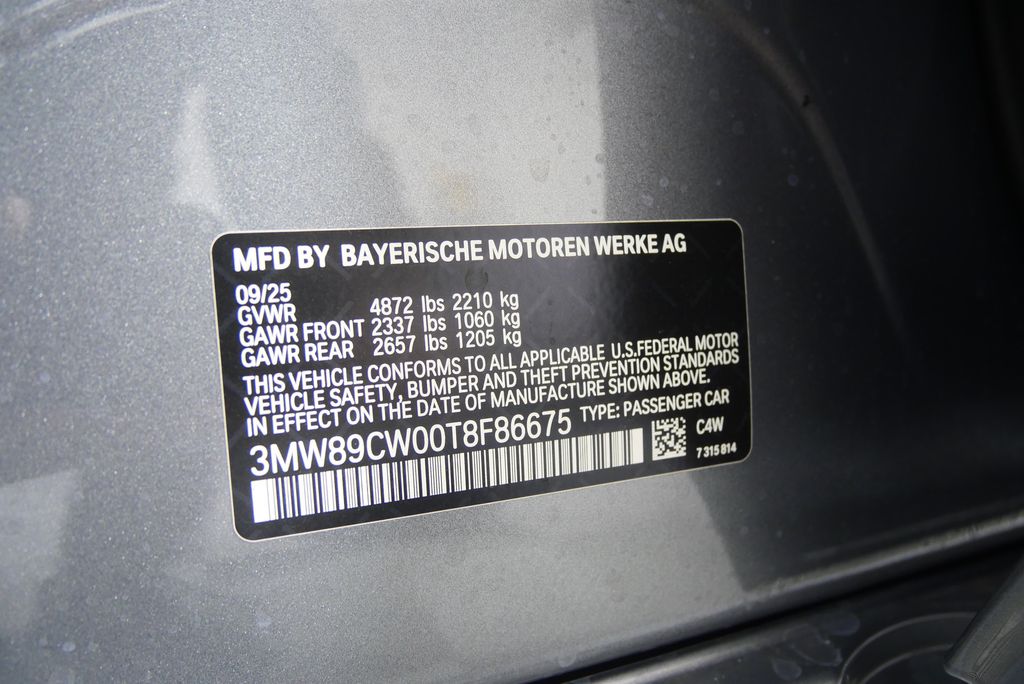 MFD BY BAYERISCHE MOTOREN WERKE AG
09/25
GVWR 4872 lbs 2210 kg
GAWR FRONT 2337 lbs 1060 kg
GAWR REAR 2657 lbs 1205 kg
THIS VEHICLE CONFORMS TO ALL APPLICABLE U.S.FEDERAL MOTOR
VEHICLE SAFETY, BUMPER AND THEFT PREVENTION STANDARDS
IN EFFECT ON THE DATE OF MANUFACTURE SHOWN ABOVE.
3MW89CW00T8F86675 TYPE: PASSENGER CAR
C4W
7 315 814